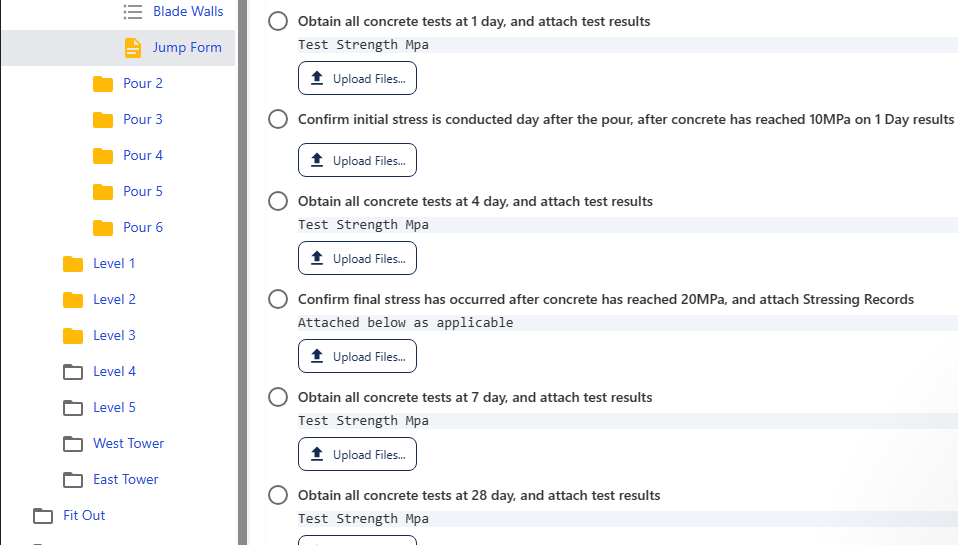 Blade Walls
Jump Form
Pour 2
Pour 3
Pour 4
Pour 5
Pour 6
Level 1
Level 2
Level 3
Level 4
Level 5
West Tower
East Tower
Fit Out
Obtain all concrete tests at 1 day, and attach test results
Test Strength Mpa
Upload Files...
Confirm initial stress is conducted day after the pour, after concrete has reached 10MPa on 1 Day results
Upload Files...
Obtain all concrete tests at 4 day, and attach test results
Test Strength Mpa
Upload Files...
Confirm final stress has occurred after concrete has reached 20MPa, and attach Stressing Records
Attached below as applicable
Upload Files...
Obtain all concrete tests at 7 day, and attach test results
Test Strength Mpa
Upload Files...
Obtain all concrete tests at 28 day, and attach test results
Test Strength Mpa